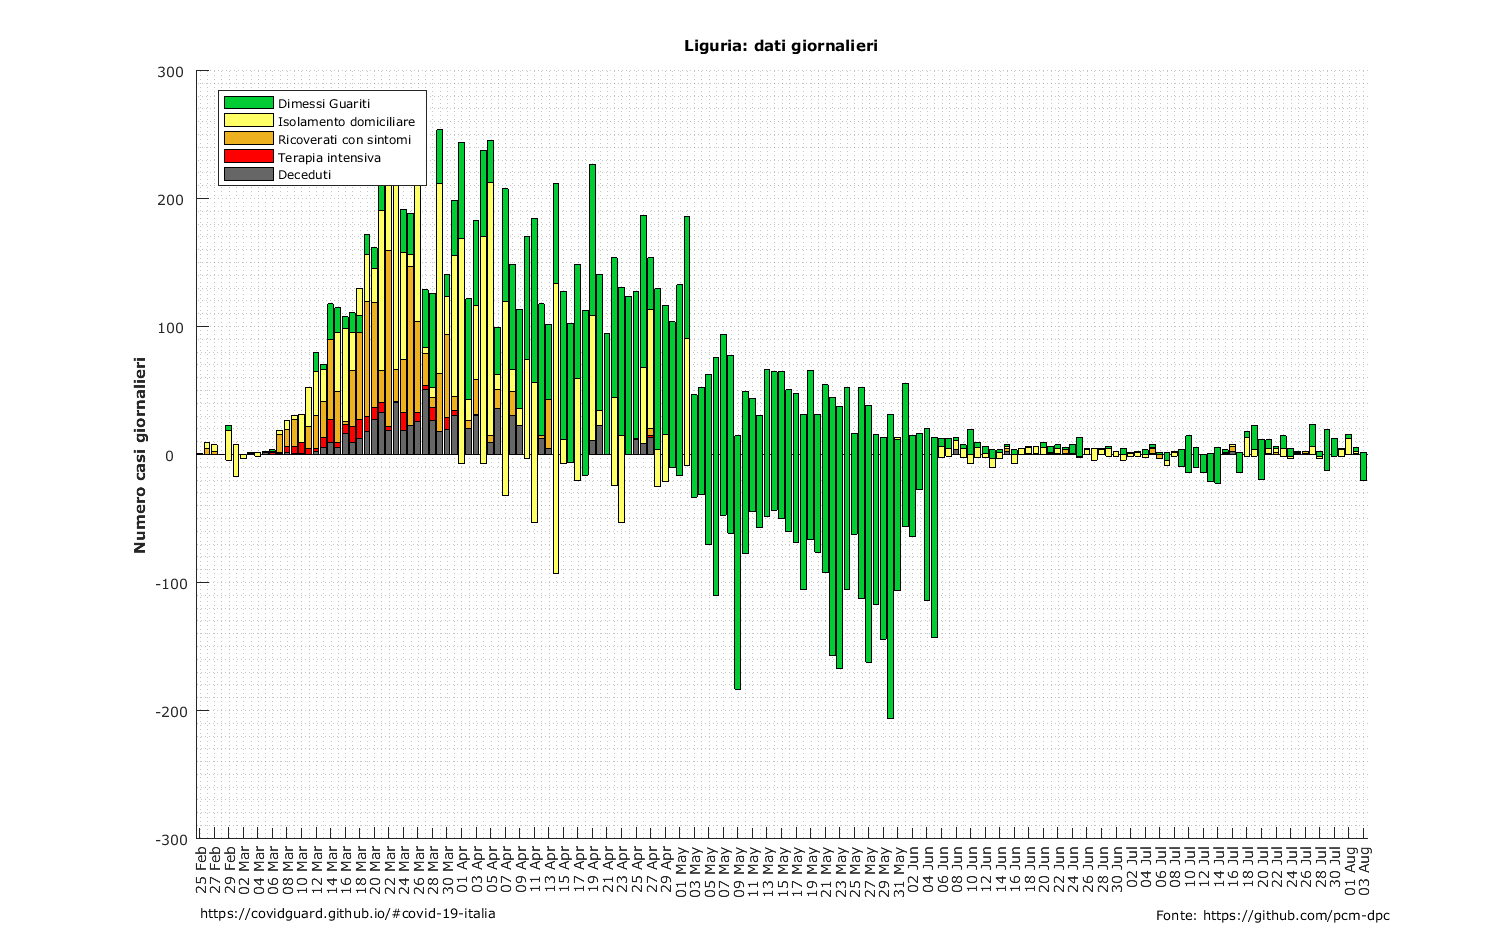 Liguria: dati giornalieri
300
200
100
0
-100
-200
-300
Numero casi giornalieri
Dimessi Guariti
Isolamento domiciliare
Ricoverati con sintomi
Terapia intensiva
Deceduti
25 Feb
27 Feb
29 Feb
02 Mar
04 Mar
06 Mar
08 Mar
10 Mar
12 Mar
14 Mar
16 Mar
18 Mar
20 Mar
22 Mar
24 Mar
26 Mar
28 Mar
30 Mar
01 Apr
03 Apr
05 Apr
07 Apr
09 Apr
11 Apr
13 Apr
15 Apr
17 Apr
19 Apr
21 Apr
23 Apr
25 Apr
27 Apr
29 Apr
01 May
03 May
05 May
07 May
09 May
11 May
13 May
15 May
17 May
19 May
21 May
23 May
25 May
27 May
29 May
31 May
02 Jun
04 Jun
06 Jun
08 Jun
10 Jun
12 Jun
14 Jun
16 Jun
18 Jun
20 Jun
22 Jun
24 Jun
26 Jun
28 Jun
30 Jun
02 Jul
04 Jul
06 Jul
08 Jul
10 Jul
12 Jul
14 Jul
16 Jul
18 Jul
20 Jul
22 Jul
24 Jul
26 Jul
28 Jul
30 Jul
01 Aug
03 Aug
https://covidguard.github.io/#covid-19-italia
Fonte: https://github.com/pcm-dpc